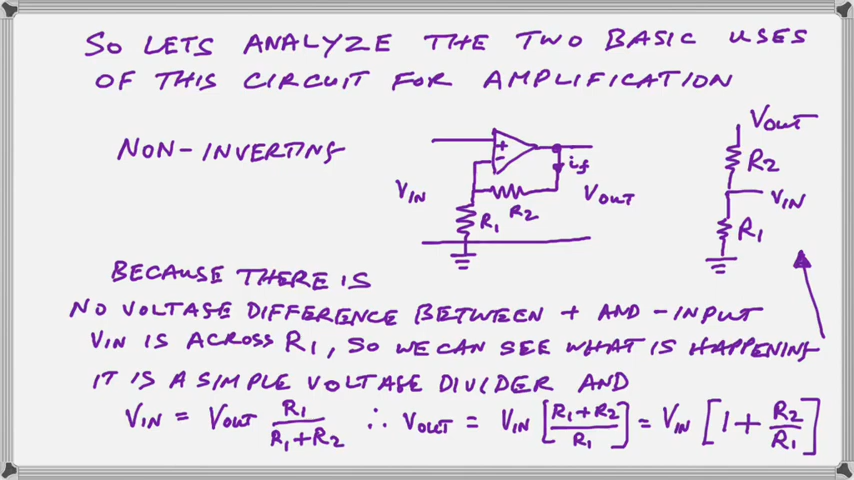 SO LETS ANALYZE THE TWO BASIC USES
OF THIS CIRCUIT FOR AMPLIFICATION
NON-INVERTING
+
-
if
VIN
VOUT
R1
R2
VOUT
R2
VIN
R1
BECAUSE THERE IS
NO VOLTAGE DIFFERENCE BETWEEN + AND -INPUT
VIN IS ACROSS R1, SO WE CAN SEE WHAT IS HAPPENING
IT IS A SIMPLE VOLTAGE DIVIDER AND
VIN = VOUT R1/(R1+R2) ∴ VOUT = VIN [(R1+R2)/R1] = VIN [1 + R2/R1]